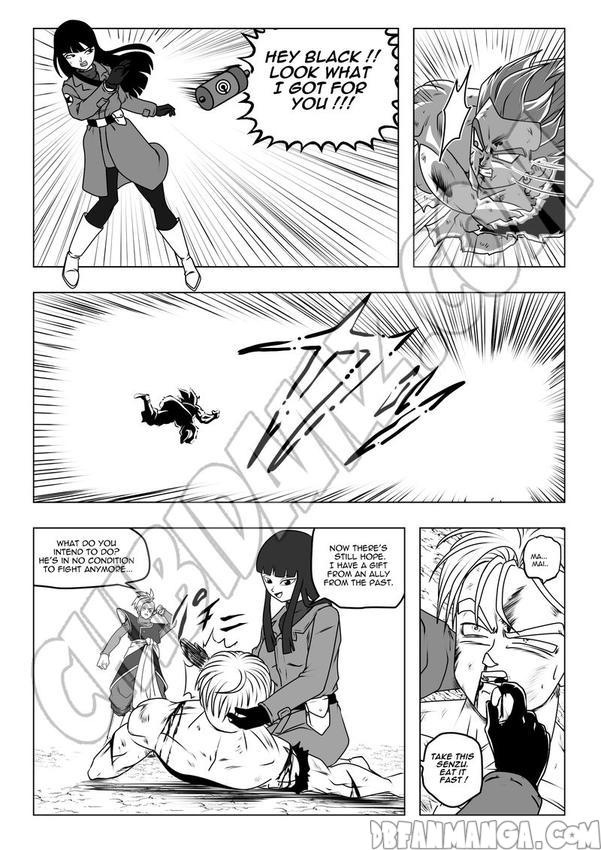 HEY BLACK !!
LOOK WHAT
I GOT FOR
YOU !!!
WHAT DO YOU
INTEND TO DO?
HE'S IN NO CONDITION
TO FIGHT ANYMORE...
NOW THERE'S
STILL HOPE.
I HAVE A GIFT
FROM AN ALLY
FROM THE PAST.
MA...
MAI..
TAKE THIS
SENZU.
EAT IT
FAST !
DBFANMANGA.COM